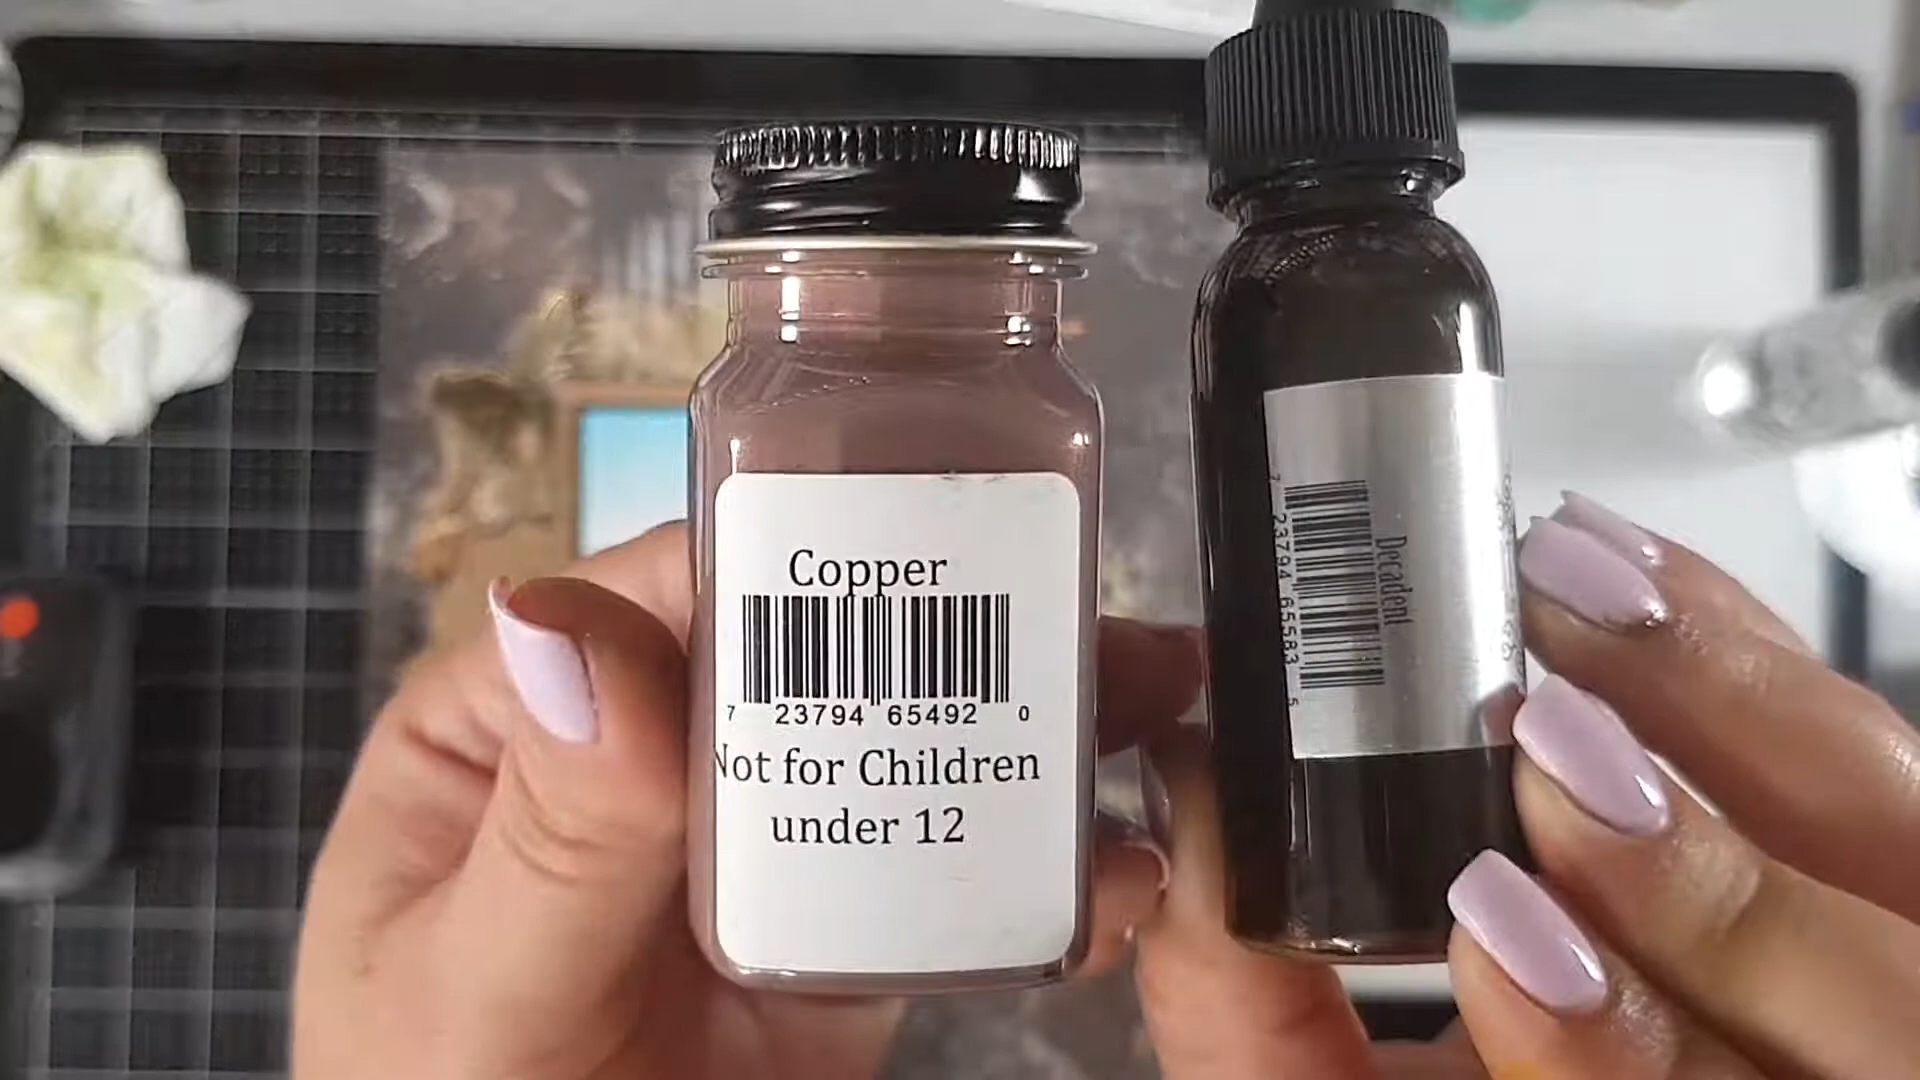 Copper
7 23794 65492 0
Not for Children
under 12
Decadent
7 23794 65583 5